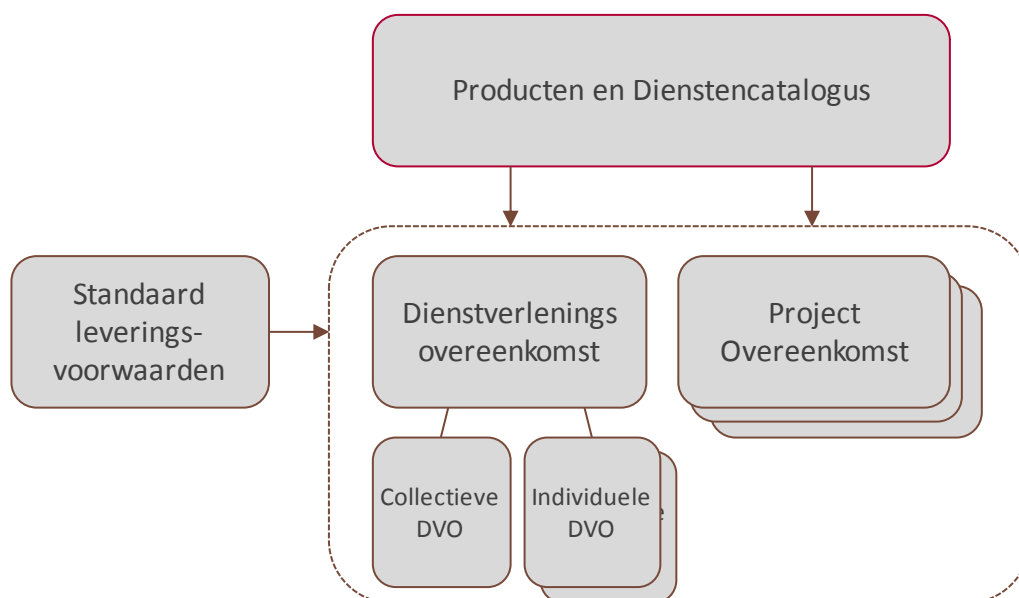 Producten en Dienstencatalogus
Standaard
leverings-
voorwaarden
Dienstverlenings
overeenkomst
Project
Overeenkomst
Collectieve
DVO
Individuele
DVO